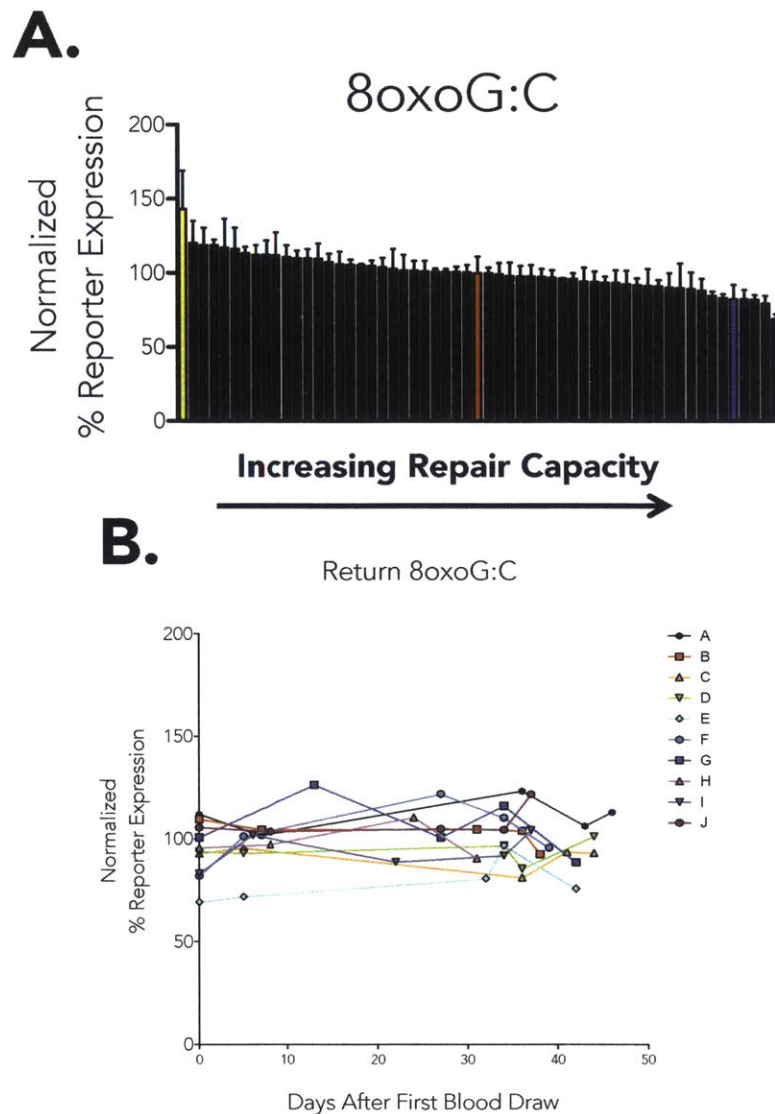 A.
8oxoG:C
Normalized
% Reporter Expression
200
150
100
50
0
Increasing Repair Capacity
B.
Return 8oxoG:C
Normalized
% Reporter Expression
200
150
100
50
0
0 10 20 30 40 50
Days After First Blood Draw
A
B
C
D
E
F
G
H
I
J